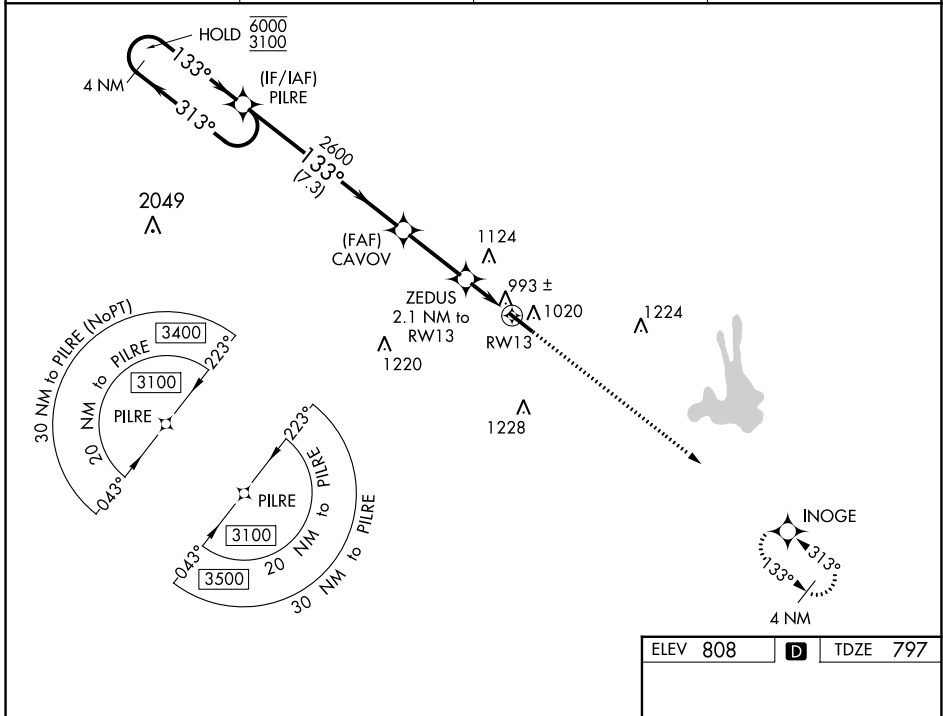 HOLD 6000
3100
133°
4 NM
313°
(IF/IAF)
PILRE
2600
133°
(7.3)
2049
(FAF)
CAVOV
1124
ZEDUS
2.1 NM to
RW13
993 ±
1020
RW13
1224
1220
1228
30 NM to PILRE (NoPT)
3400
223°
20 NM to PILRE
3100
PILRE
043°
223°
PILRE
3100
20 NM to PILRE
043°
3500
30 NM to PILRE
INOGE
313°
133°
4 NM
ELEV 808 D TDZE 797